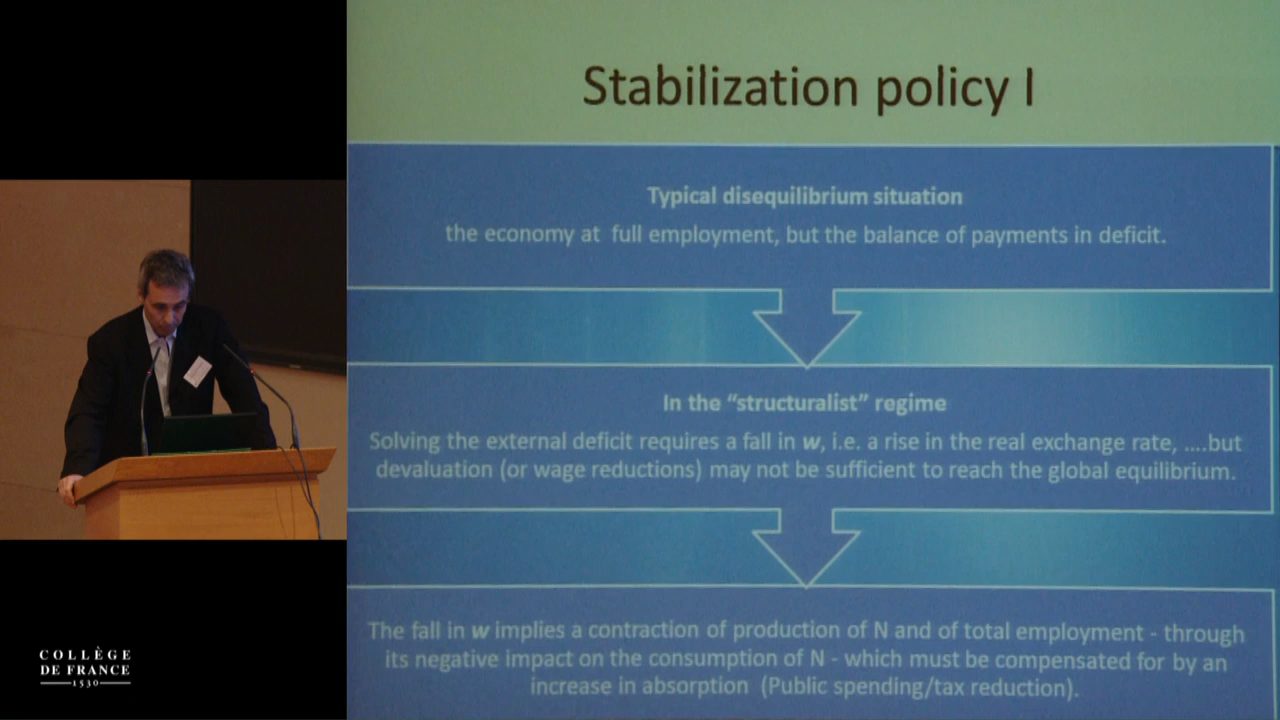 Stabilization policy I
Typical disequilibrium situation
the economy at full employment, but the balance of payments in deficit.
In the “structuralist” regime
Solving the external deficit requires a fall in w, i.e. a rise in the real exchange rate, ….but
devaluation (or wage reductions) may not be sufficient to reach the global equilibrium.
The fall in w implies a contraction of production of N and of total employment - through
its negative impact on the consumption of N - which must be compensated for by an
increase in absorption (Public spending/tax reduction).
COLLÈGE
DE FRANCE
1530